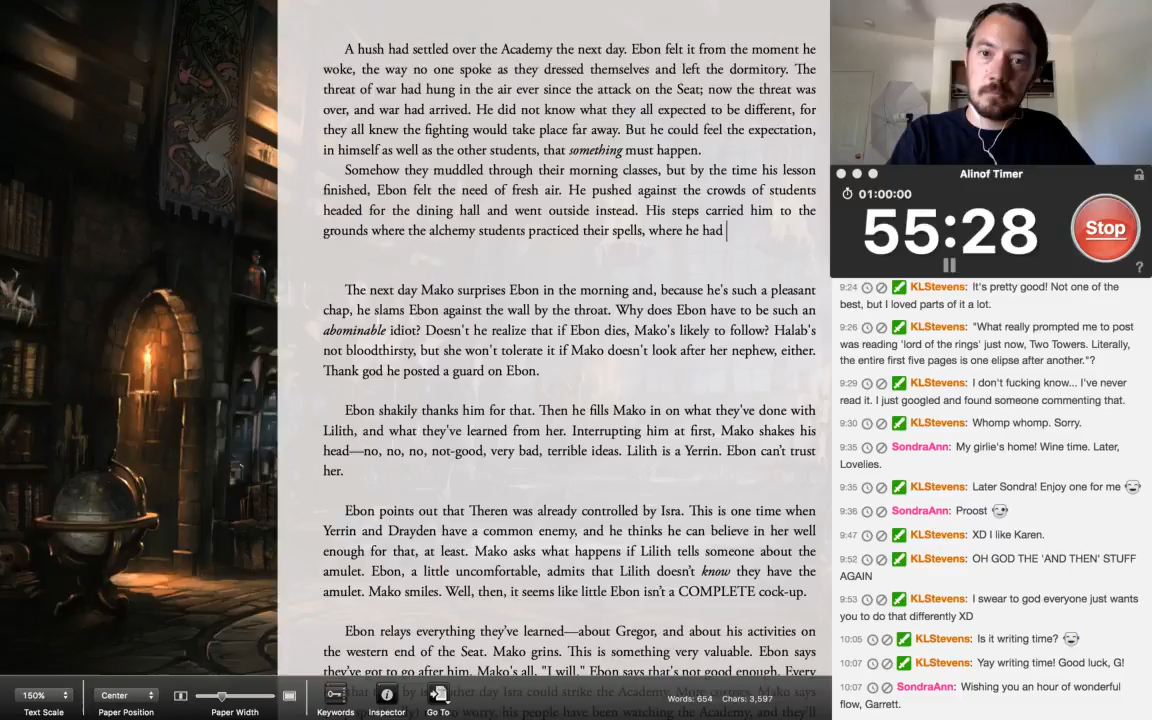 A hush had settled over the Academy the next day. Ebon felt it from the moment he
woke, the way no one spoke as they dressed themselves and left the dormitory. The
threat of war had hung in the air ever since the attack on the Seat; now the threat was
over, and war had arrived. He did not know what they all expected to be different, for
they all knew the fighting would take place far away. But he could feel the expectation,
in himself as well as the other students, that something must happen.
Somehow they muddled through their morning classes, but by the time his lesson
finished, Ebon felt the need of fresh air. He pushed against the crowds of students
headed for the dining hall and went outside instead. His steps carried him to the
grounds where the alchemy students practiced their spells, where he had
The next day Mako surprises Ebon in the morning and, because he's such a pleasant
chap, he slams Ebon against the wall by the throat. Why does Ebon have to be such an
abominable idiot? Doesn't he realize that if Ebon dies, Mako's likely to follow? Halab's
not bloodthirsty, but she won't tolerate it if Mako doesn't look after her nephew, either.
Thank god he posted a guard on Ebon.
Ebon shakily thanks him for that. Then he fills Mako in on what they've done with
Lilith, and what they've learned from her. Interrupting him at first, Mako shakes his
head—no, no, no, not-good, very bad, terrible ideas. Lilith is a Yerrin. Ebon can't trust
her.
Ebon points out that Theren was already controlled by Isra. This is one time when
Yerrin and Drayden have a common enemy, and he thinks he can believe in her well
enough for that, at least. Mako asks what happens if Lilith tells someone about the
amulet. Ebon, a little uncomfortable, admits that Lilith doesn't know they have the
amulet. Mako smiles. Well, then, it seems like little Ebon isn't a COMPLETE cock-up.
Ebon relays everything they've learned—about Gregor, and about his activities on
the western end of the Seat. Mako grins. This is something very valuable. Ebon says
they've got to go after him. Mako's all, "I will." Ebon says that's not good enough. Every
150%
Center
Text Scale
Paper Position
Paper Width
Keywords
Inspector
Go To
Words: 654
Chars: 3,597
Alinof Timer
01:00:00
55:28
Stop
?
9:24 KLStevens: It's pretty good! Not one of the
best, but I loved parts of it a lot.
9:26 KLStevens: "What really prompted me to post
was reading 'lord of the rings' just now, Two Towers. Literally,
the entire first five pages is one elipse after another."?
9:29 KLStevens: I don't fucking know... I've never
read it. I just googled and found someone commenting that.
9:30 KLStevens: Whomp whomp. Sorry.
9:35 SondraAnn: My girlie's home! Wine time. Later,
Lovelies.
9:35 KLStevens: Later Sondra! Enjoy one for me
9:36 SondraAnn: Proost
9:47 KLStevens: XD I like Karen.
9:52 KLStevens: OH GOD THE 'AND THEN' STUFF
AGAIN
9:53 KLStevens: I swear to god everyone just wants
you to do that differently XD
10:05 KLStevens: Is it writing time?
10:07 KLStevens: Yay writing time! Good luck, G!
10:07 SondraAnn: Wishing you an hour of wonderful
flow, Garrett.